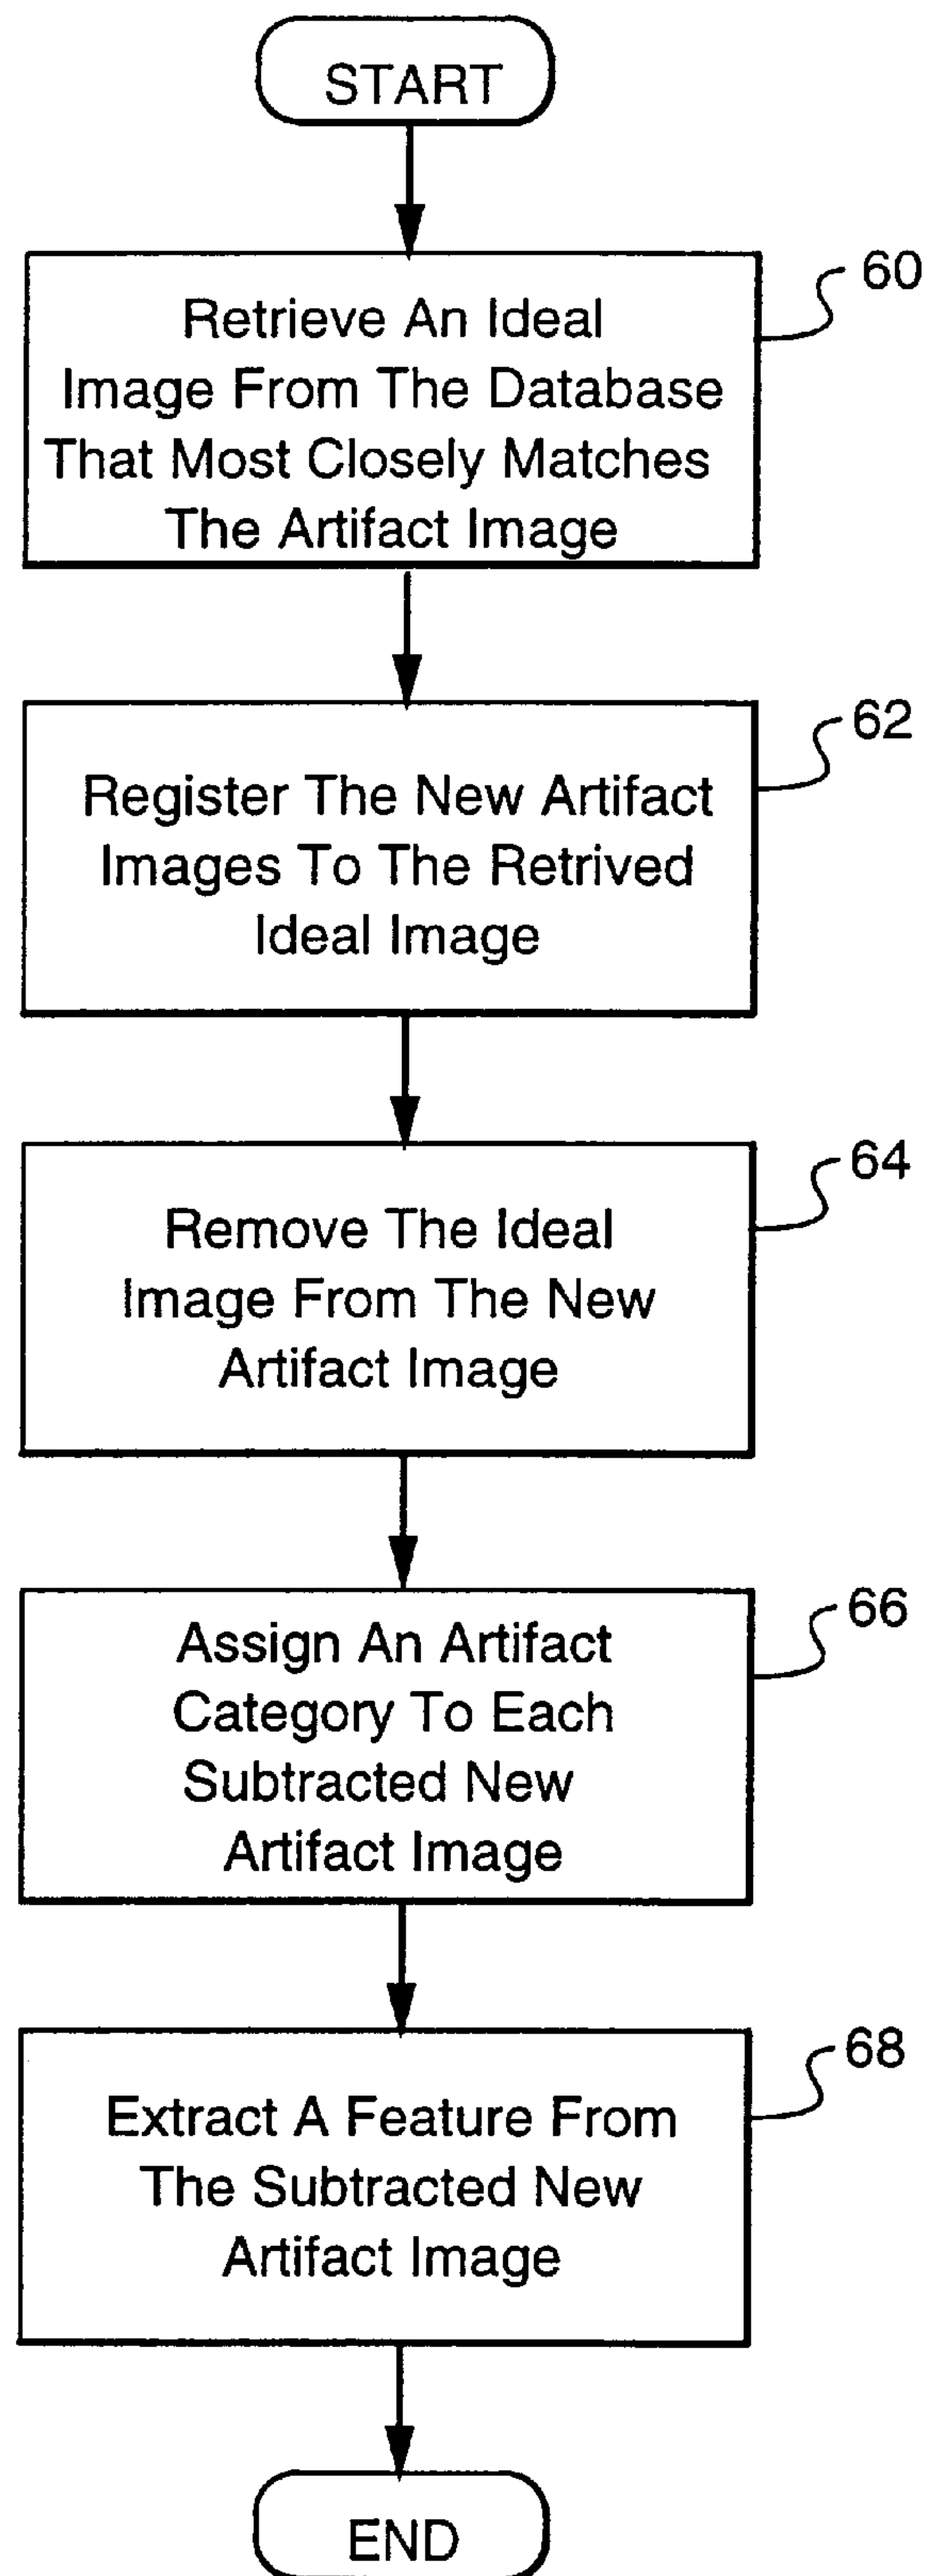 START
60
Retrieve An Ideal
Image From The Database
That Most Closely Matches
The Artifact Image
62
Register The New Artifact
Images To The Retrived
Ideal Image
64
Remove The Ideal
Image From The New
Artifact Image
66
Assign An Artifact
Category To Each
Subtracted New
Artifact Image
68
Extract A Feature From
The Subtracted New
Artifact Image
END